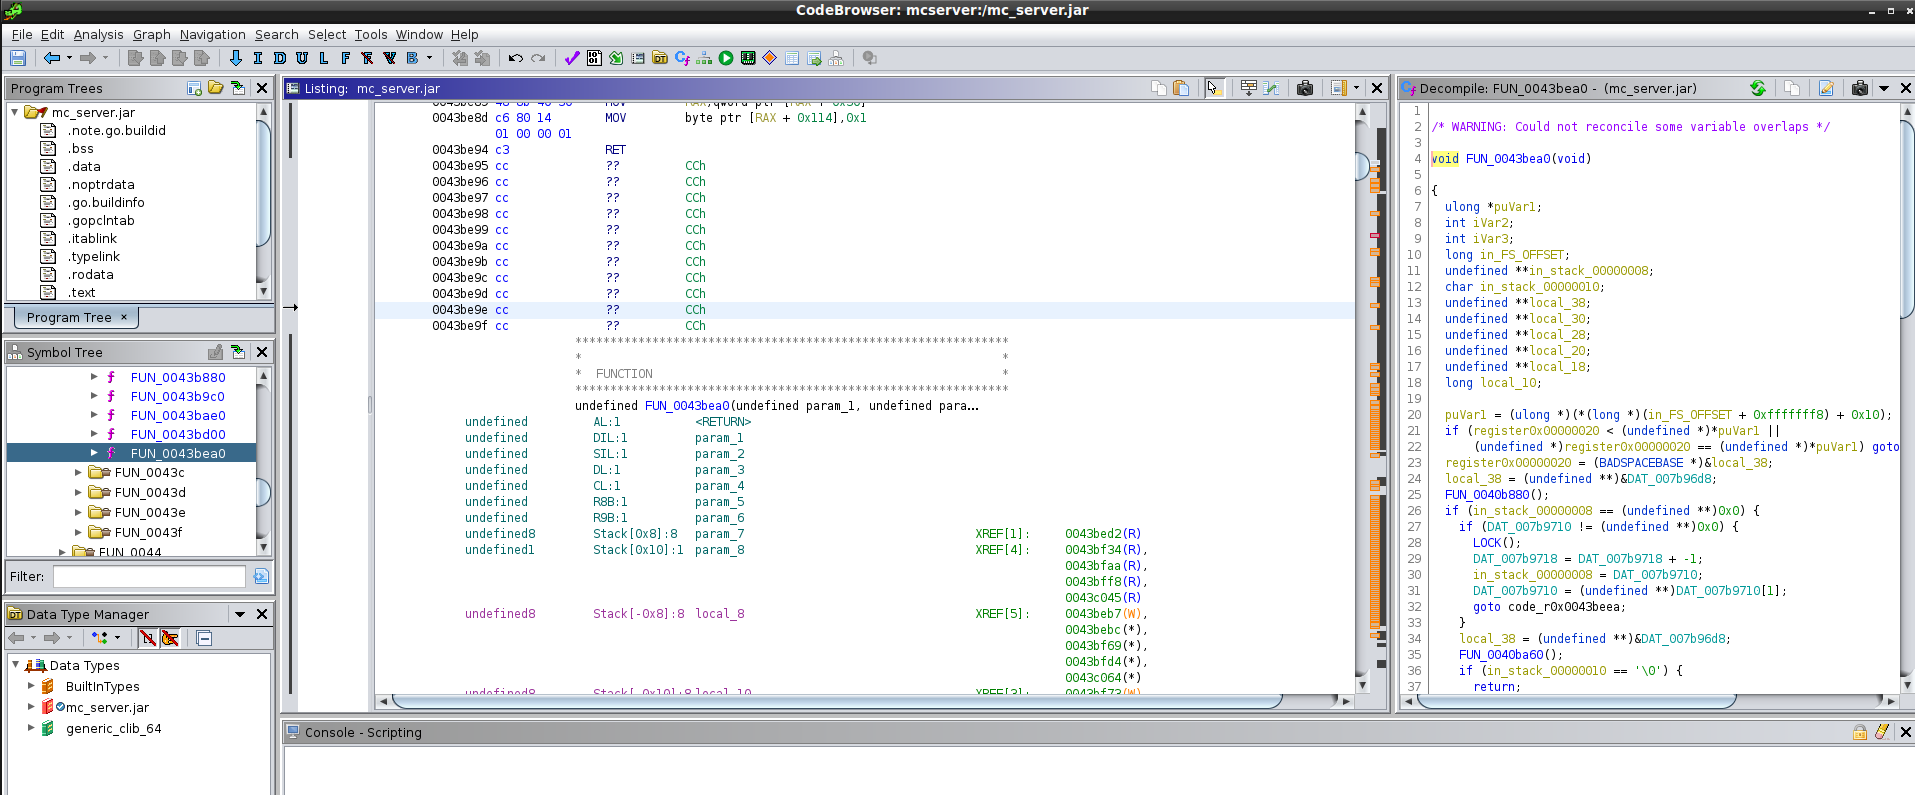 CodeBrowser: mcserver:/mc_server.jar
File Edit Analysis Graph Navigation Search Select Tools Window Help
I D U L F R V B
Program Trees
mc_server.jar
.note.go.buildid
.bss
.data
.noptrdata
.go.buildinfo
.gopclntab
.itablink
.typelink
.rodata
.text
Program Tree ×
Symbol Tree
f FUN_0043b880
f FUN_0043b9c0
f FUN_0043bae0
f FUN_0043bd00
f FUN_0043bea0
FUN_0043c
FUN_0043d
FUN_0043e
FUN_0043f
FUN_0044
Filter:
Data Type Manager
Data Types
BuiltInTypes
mc_server.jar
generic_clib_64
Listing: mc_server.jar
0043be8d c6 80 14 MOV byte ptr [RAX + 0x114],0x1
01 00 00 01
0043be94 c3 RET
0043be95 cc ?? CCh
0043be96 cc ?? CCh
0043be97 cc ?? CCh
0043be98 cc ?? CCh
0043be99 cc ?? CCh
0043be9a cc ?? CCh
0043be9b cc ?? CCh
0043be9c cc ?? CCh
0043be9d cc ?? CCh
0043be9e cc ?? CCh
0043be9f cc ?? CCh
**************************************************************
* *
* FUNCTION *
**************************************************************
undefined FUN_0043bea0(undefined param_1, undefined para...
undefined AL:1 <RETURN>
undefined DIL:1 param_1
undefined SIL:1 param_2
undefined DL:1 param_3
undefined CL:1 param_4
undefined R8B:1 param_5
undefined R9B:1 param_6
undefined8 Stack[0x8]:8 param_7 XREF[1]: 0043bed2(R)
undefined1 Stack[0x10]:1 param_8 XREF[4]: 0043bf34(R),
0043bfaa(R),
0043bff8(R),
0043c045(R)
undefined8 Stack[-0x8]:8 local_8 XREF[5]: 0043beb7(W),
0043bebc(*),
0043bf69(*),
0043bfd4(*),
0043c064(*)
undefined8 Stack[-0x10]:8 local_10 XREF[3]: 0043bf73(W)
Decompile: FUN_0043bea0 - (mc_server.jar)
1
2 /* WARNING: Could not reconcile some variable overlaps */
3
4 void FUN_0043bea0(void)
5
6 {
7 ulong *puVar1;
8 int iVar2;
9 int iVar3;
10 long in_FS_OFFSET;
11 undefined **in_stack_00000008;
12 char in_stack_00000010;
13 undefined **local_38;
14 undefined **local_30;
15 undefined **local_28;
16 undefined **local_20;
17 undefined **local_18;
18 long local_10;
19
20 puVar1 = (ulong *)(*(long *)(in_FS_OFFSET + 0xfffffff8) + 0x10);
21 if (register0x00000020 < (undefined *)*puVar1 ||
22 (undefined *)register0x00000020 == (undefined *)*puVar1) goto
23 register0x00000020 = (BADSPACEBASE *)&local_38;
24 local_38 = (undefined **)&DAT_007b96d8;
25 FUN_0040b880();
26 if (in_stack_00000008 == (undefined **)0x0) {
27 if (DAT_007b9710 != (undefined **)0x0) {
28 LOCK();
29 DAT_007b9718 = DAT_007b9718 + -1;
30 in_stack_00000008 = DAT_007b9710;
31 DAT_007b9710 = (undefined **)DAT_007b9710[1];
32 goto code_r0x0043beea;
33 }
34 local_38 = (undefined **)&DAT_007b96d8;
35 FUN_0040ba60();
36 if (in_stack_00000010 == '\0') {
37 return;
Console - Scripting